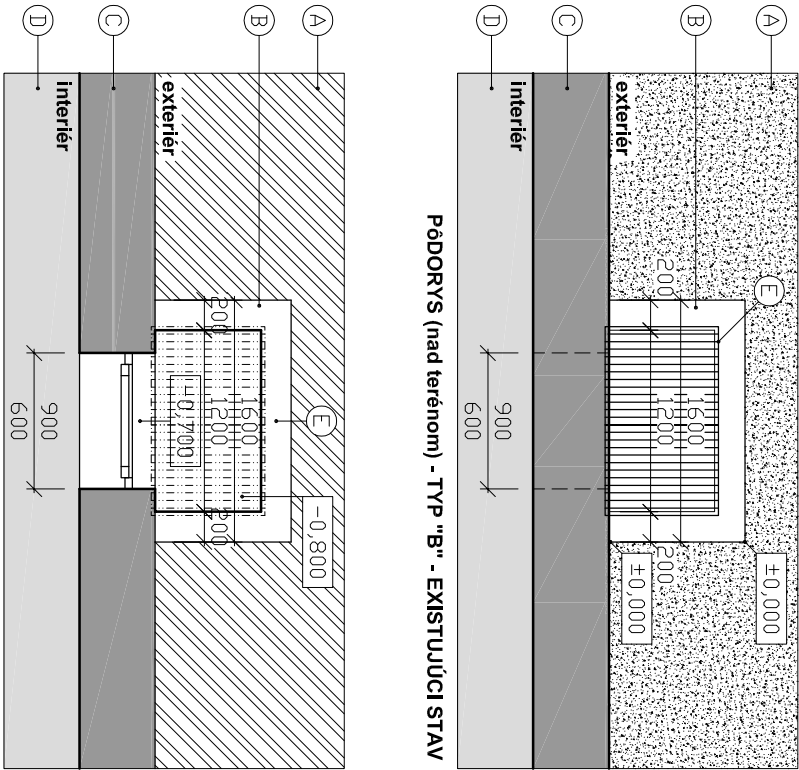 A
E
±0,000
B
1600
200
1200
200
±0,000
exteriér
C
interiér
900
D
600
PôDORYS (nad terénom) - TYP "B" - EXISTUJÚCI STAV
A
E
-0,800
B
1600
200
1200
200
-0,700
exteriér
C
interiér
900
D
600